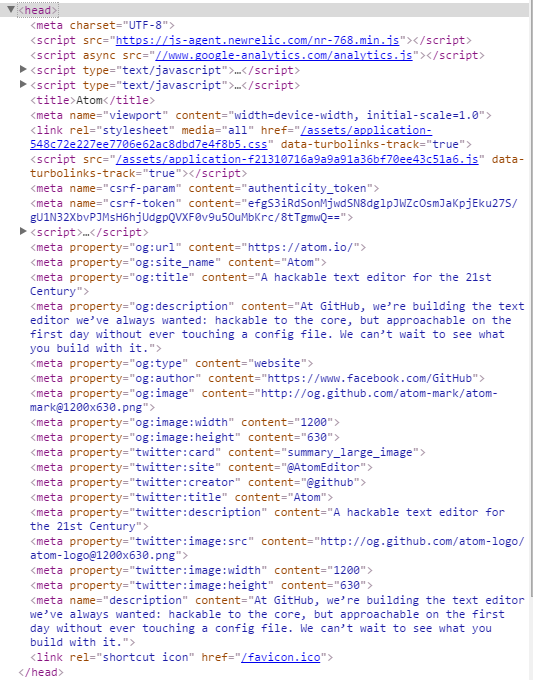 <head>
<meta charset="UTF-8">
<script src="https://js-agent.newrelic.com/nr-768.min.js"></script>
<script async src="//www.google-analytics.com/analytics.js"></script>
<script type="text/javascript">…</script>
<script type="text/javascript">…</script>
<title>Atom</title>
<meta name="viewport" content="width=device-width, initial-scale=1.0">
<link rel="stylesheet" media="all" href="/assets/application-
548c72e227ee7706e62ac8dbd7e4f8b5.css" data-turbolinks-track="true">
<script src="/assets/application-f21310716a9a9a91a36bf70ee43c51a6.js" data-
turbolinks-track="true"></script>
<meta name="csrf-param" content="authenticity_token">
<meta name="csrf-token" content="efgS3iRdSonMjwdSN8dglpJWZcOsmJaKpjEku27S/
gU1N32XbvPJMsH6hjUdgpQVXF0v9u5OuMbKrc/8tTgmwQ==">
<script>…</script>
<meta property="og:url" content="https://atom.io/">
<meta property="og:site_name" content="Atom">
<meta property="og:title" content="A hackable text editor for the 21st
Century">
<meta property="og:description" content="At GitHub, we’re building the text
editor we’ve always wanted: hackable to the core, but approachable on the
first day without ever touching a config file. We can’t wait to see what
you build with it.">
<meta property="og:type" content="website">
<meta property="og:author" content="https://www.facebook.com/GitHub">
<meta property="og:image" content="http://og.github.com/atom-mark/atom-
mark@1200x630.png">
<meta property="og:image:width" content="1200">
<meta property="og:image:height" content="630">
<meta property="twitter:card" content="summary_large_image">
<meta property="twitter:site" content="@AtomEditor">
<meta property="twitter:creator" content="@github">
<meta property="twitter:title" content="Atom">
<meta property="twitter:description" content="A hackable text editor for
the 21st Century">
<meta property="twitter:image:src" content="http://og.github.com/atom-logo/
atom-logo@1200x630.png">
<meta property="twitter:image:width" content="1200">
<meta property="twitter:image:height" content="630">
<meta name="description" content="At GitHub, we’re building the text editor
we’ve always wanted: hackable to the core, but approachable on the first
day without ever touching a config file. We can’t wait to see what you
build with it.">
<link rel="shortcut icon" href="/favicon.ico">
</head>